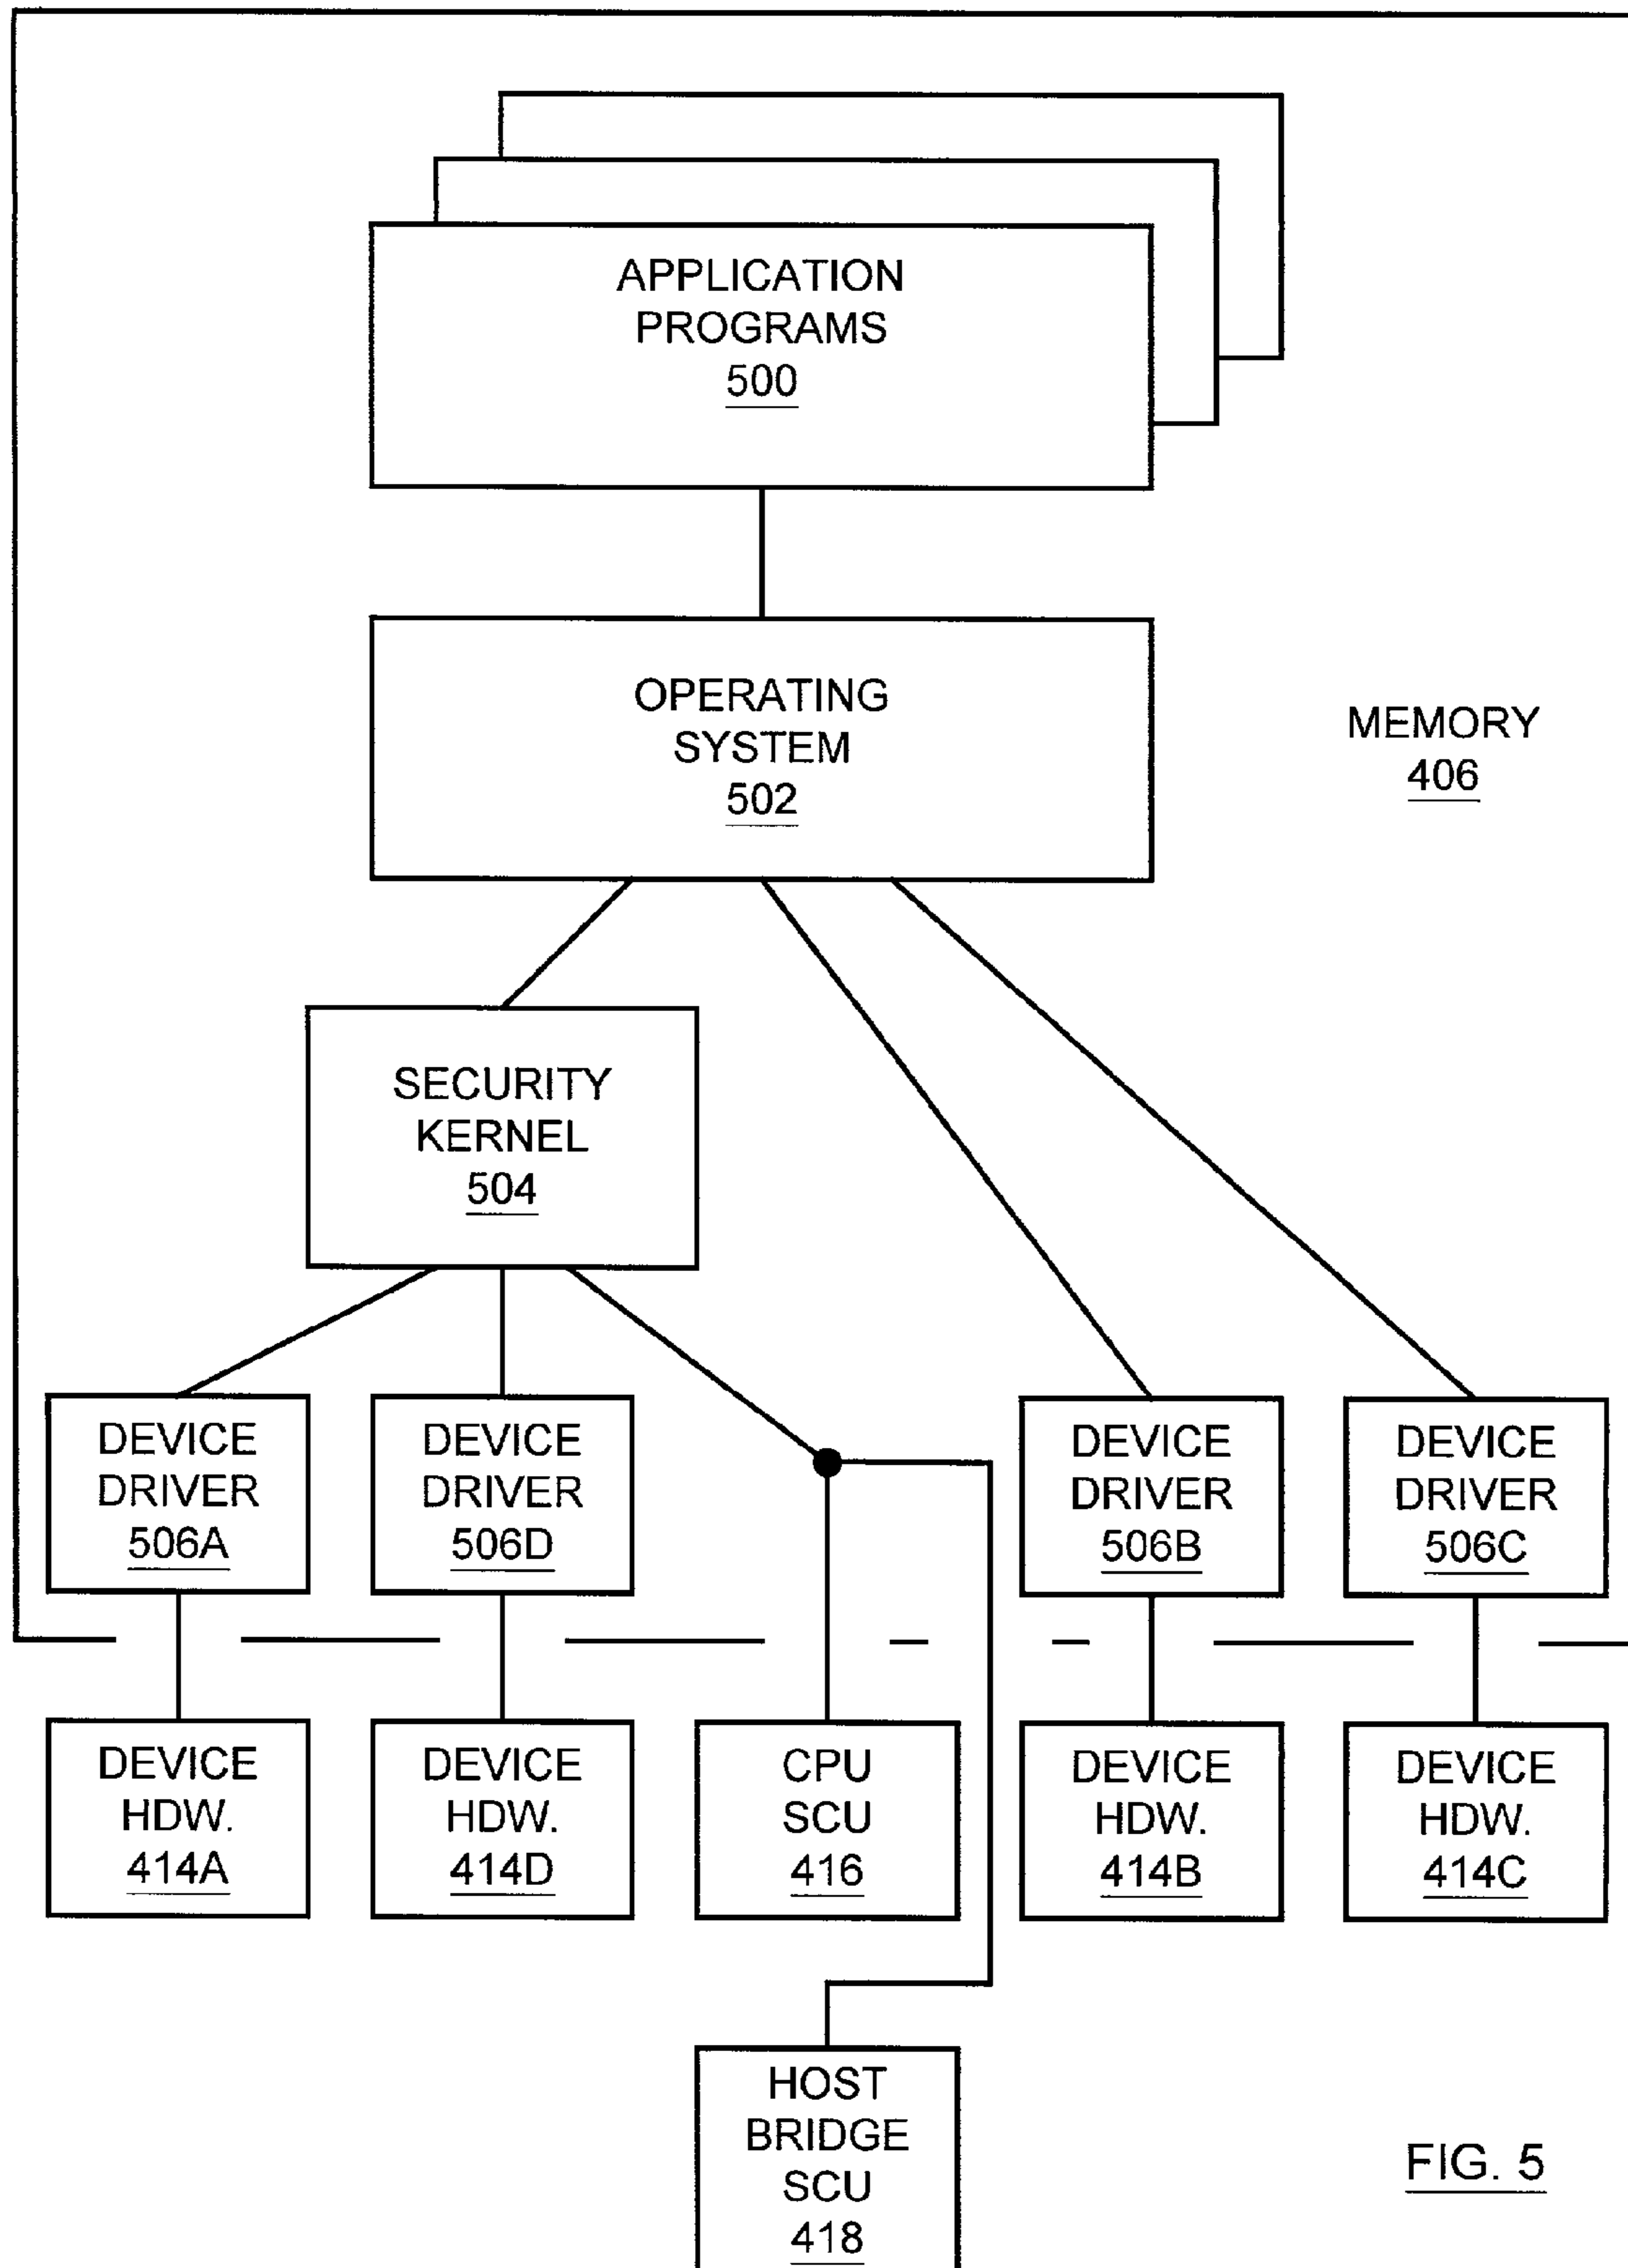 APPLICATION
PROGRAMS
500
OPERATING
SYSTEM
502
MEMORY
406
SECURITY
KERNEL
504
DEVICE
DRIVER
506A
DEVICE
DRIVER
506D
DEVICE
DRIVER
506B
DEVICE
DRIVER
506C
DEVICE
HDW.
414A
DEVICE
HDW.
414D
CPU
SCU
416
DEVICE
HDW.
414B
DEVICE
HDW.
414C
HOST
BRIDGE
SCU
418
FIG. 5